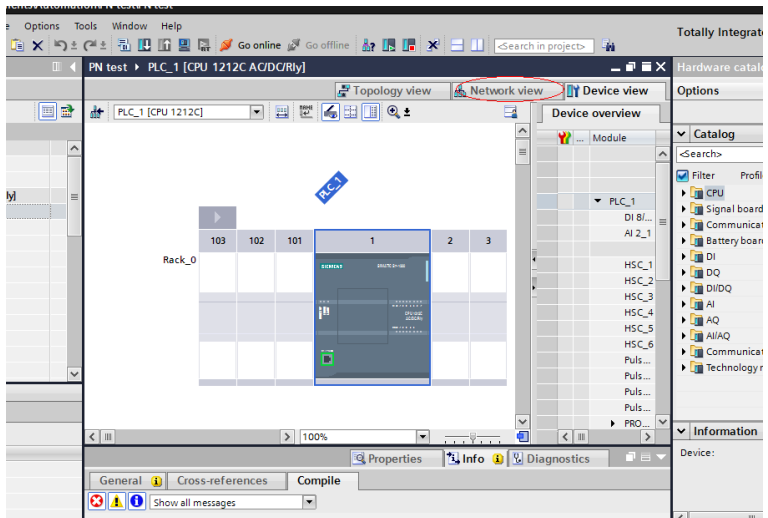 Options Tools Window Help
Totally Integrat
Go online Go offline <Search in project>
PN test ▸ PLC_1 [CPU 1212C AC/DC/Rly]
Hardware catal
Topology view Network view Device view
Options
PLC_1 [CPU 1212C]
Device overview
... Module
Catalog
<Search>
Filter Profil
CPU
Signal board
Communicat
Battery boar
DI
DQ
DI/DQ
AI
AQ
AI/AQ
Communicat
Technology
PLC_1
DI 8/...
AI 2_1
HSC_1
HSC_2
HSC_3
HSC_4
HSC_5
HSC_6
Puls...
Puls...
Puls...
Puls...
PRO...
ly]
PLC_1
103 102 101 1 2 3
Rack_0
SIEMENS
100%
Information
Device:
Properties Info Diagnostics
General Cross-references Compile
Show all messages